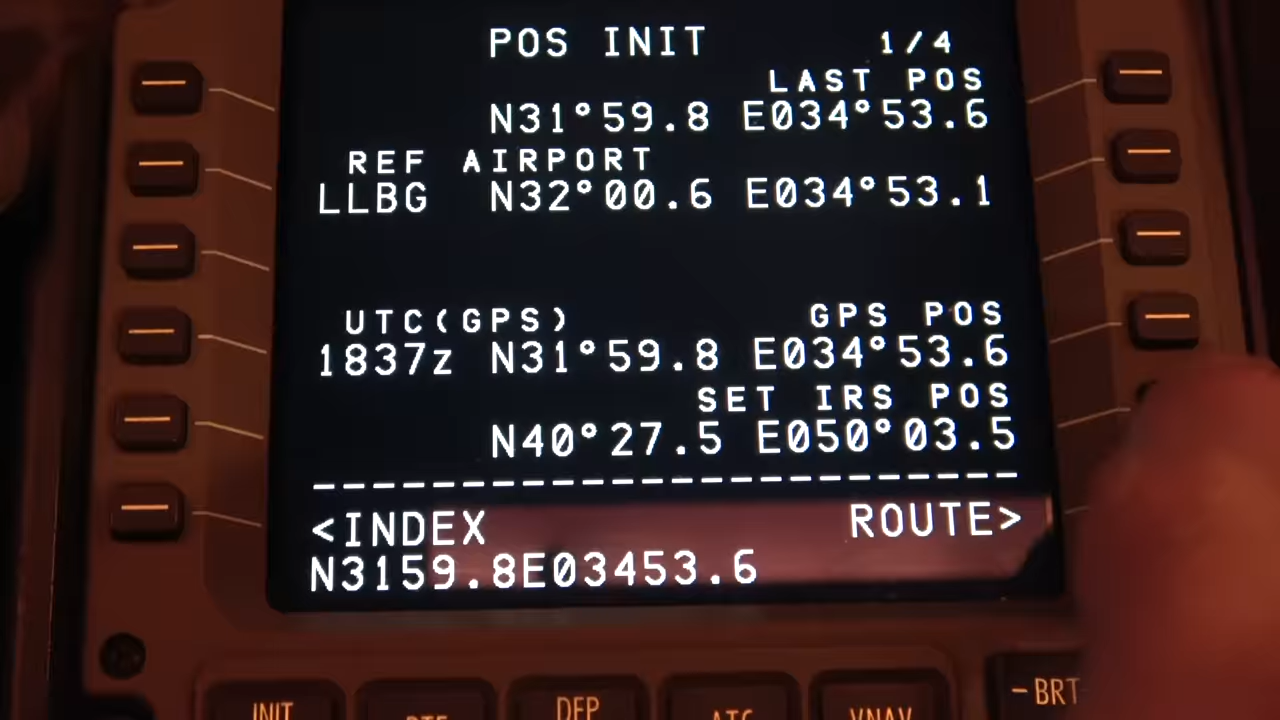 POS INIT 1/4
LAST POS
N31°59.8 E034°53.6
REF AIRPORT
LLBG N32°00.6 E034°53.1
UTC(GPS) GPS POS
1837z N31°59.8 E034°53.6
SET IRS POS
N40°27.5 E050°03.5
------------------------
<INDEX ROUTE>
N3159.8E03453.6
INIT RTE DEP ATC VNAV -BRT